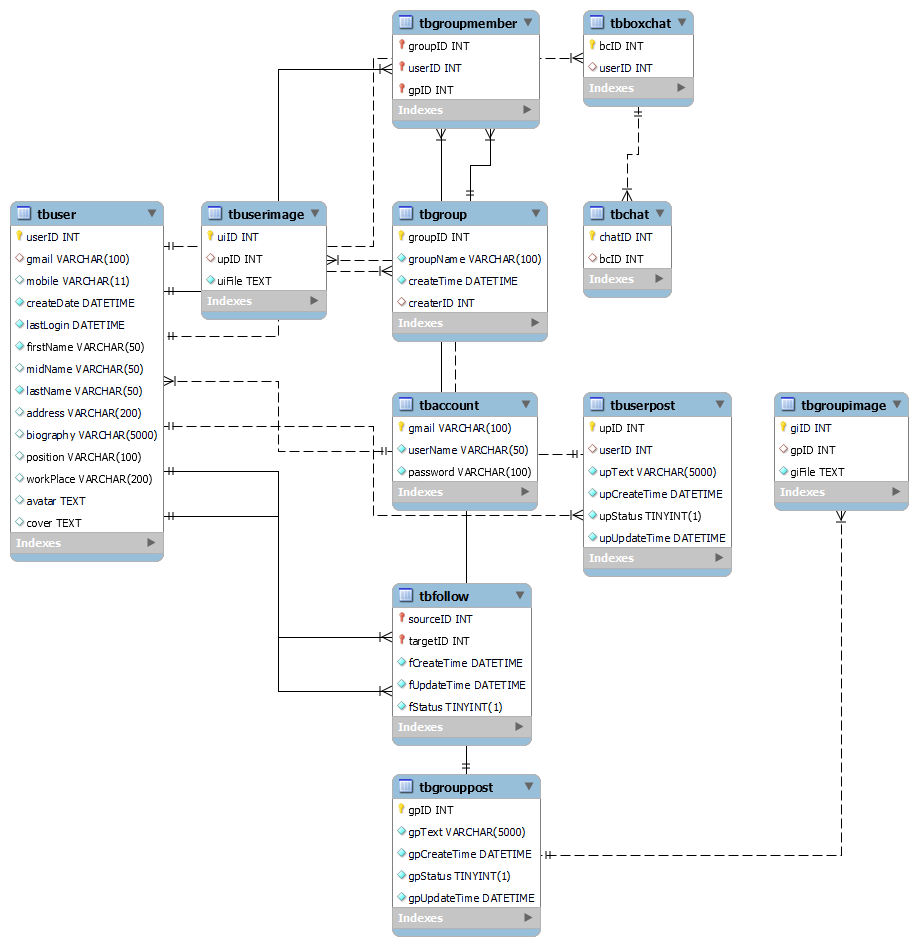 tbgroupmember
groupID INT
userID INT
gpID INT
Indexes
tbboxchat
bcID INT
userID INT
Indexes
tbuser
userID INT
gmail VARCHAR(100)
mobile VARCHAR(11)
createDate DATETIME
lastLogin DATETIME
firstName VARCHAR(50)
midName VARCHAR(50)
lastName VARCHAR(50)
address VARCHAR(200)
biography VARCHAR(5000)
position VARCHAR(100)
workPlace VARCHAR(200)
avatar TEXT
cover TEXT
Indexes
tbuserimage
uiID INT
upID INT
uiFile TEXT
Indexes
tbgroup
groupID INT
groupName VARCHAR(100)
createTime DATETIME
createrID INT
Indexes
tbchat
chatID INT
bcID INT
Indexes
tbaccount
gmail VARCHAR(100)
userName VARCHAR(50)
password VARCHAR(100)
Indexes
tbuserpost
upID INT
userID INT
upText VARCHAR(5000)
upCreateTime DATETIME
upStatus TINYINT(1)
upUpdateTime DATETIME
Indexes
tbgroupimage
giID INT
gpID INT
giFile TEXT
Indexes
tbfollow
sourceID INT
targetID INT
fCreateTime DATETIME
fUpdateTime DATETIME
fStatus TINYINT(1)
Indexes
tbgrouppost
gpID INT
gpText VARCHAR(5000)
gpCreateTime DATETIME
gpStatus TINYINT(1)
gpUpdateTime DATETIME
Indexes